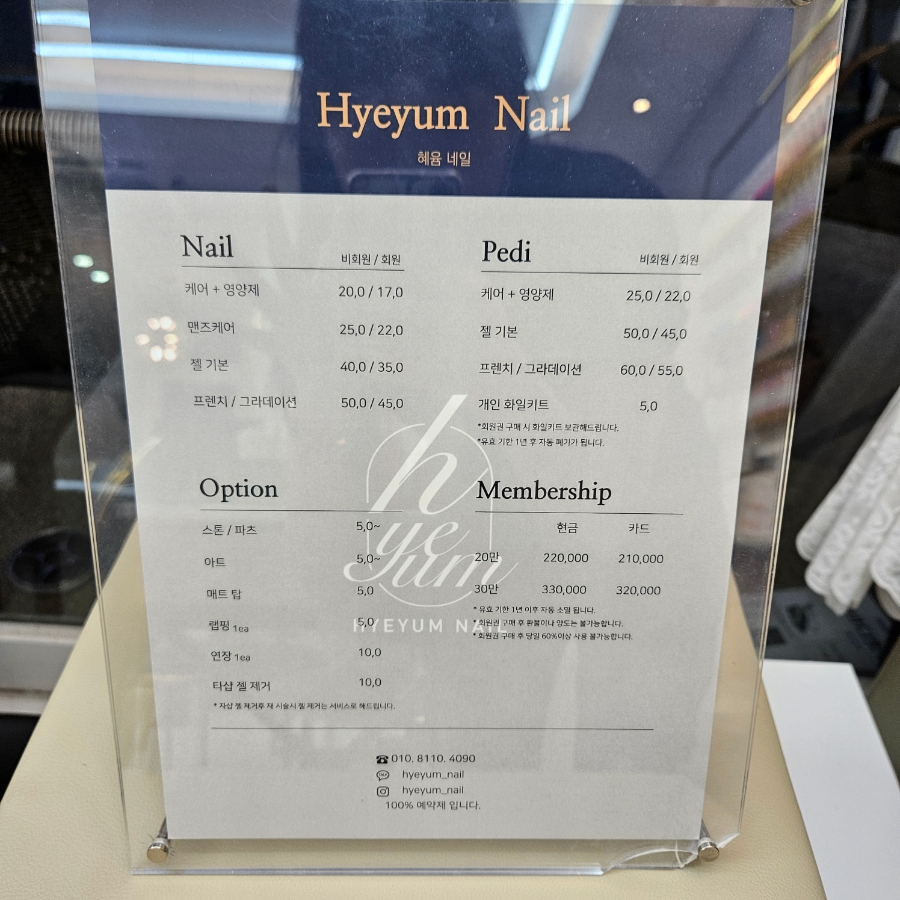 Hyeyum Nail
혜윰 네일
Nail 비회원 / 회원
케어 + 영양제 20,0 / 17,0
맨즈케어 25,0 / 22,0
젤 기본 40,0 / 35,0
프렌치 / 그라데이션 50,0 / 45,0
Pedi 비회원 / 회원
케어 + 영양제 25,0 / 22,0
젤 기본 50,0 / 45,0
프렌치 / 그라데이션 60,0 / 55,0
개인 화일키트 5,0
*회원권 구매 시 화일키트 보관해드립니다.
*유효 기한 1년 후 자동 폐기가 됩니다.
Option
스톤 / 파츠 5,0~
아트 5,0~
매트 탑 5,0
랩핑 1ea 5,0
연장 1ea 10,0
타샵 젤 제거 10,0
* 자샵 젤 제거후 재 시술시 젤 제거는 서비스로 해드립니다.
Membership
현금 카드
20만 220,000 210,000
30만 330,000 320,000
* 유효 기한 1년 이후 자동 소멸 됩니다.
* 회원권 구매 후 환불이나 양도는 불가능합니다.
* 회원권 구매 후 당일 60%이상 사용 불가능합니다.
hyeyum
HYEYUM NAIL
010. 8110. 4090
hyeyum_nail
hyeyum_nail
100% 예약제 입니다.